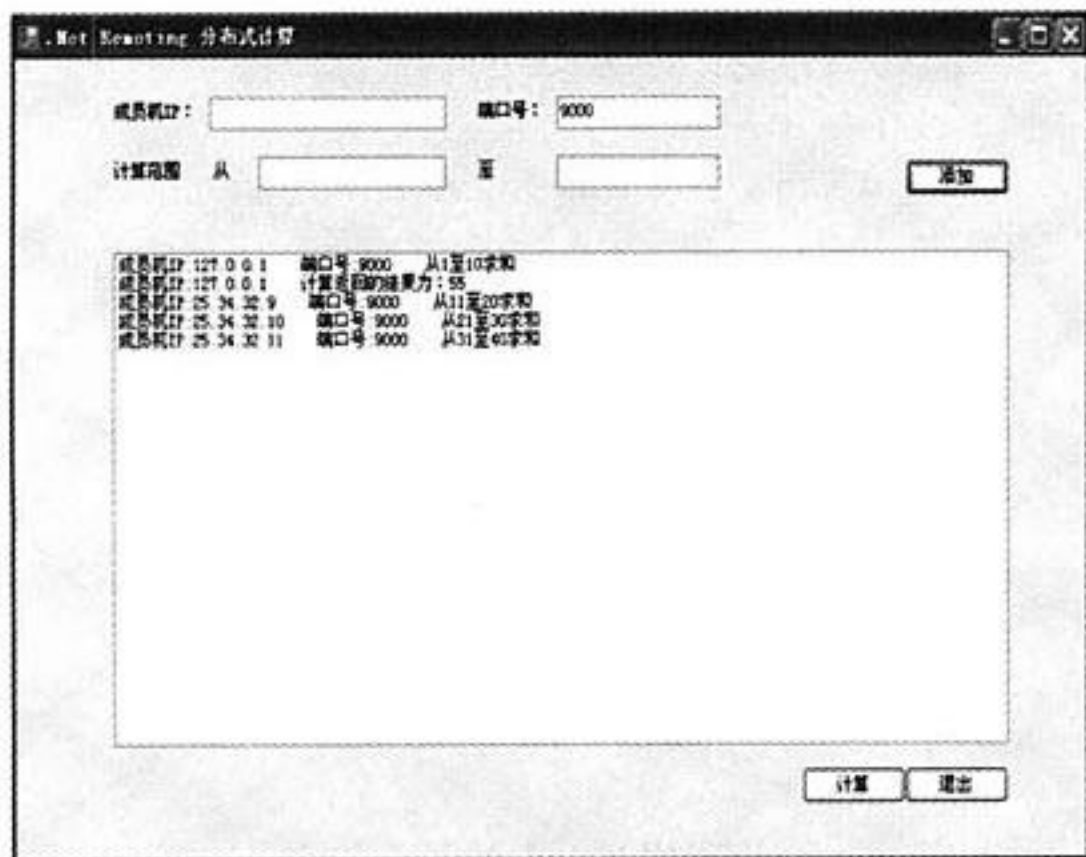 .Net Remoting 分布式计算
成员机IP： 端口号： 9000
计算范围 从 至 添加
成员机IP:127.0.0.1 端口号:9000 从1至10求和
成员机IP:127.0.0.1 计算返回的结果为：55
成员机IP:25.34.32.9 端口号:9000 从11至20求和
成员机IP:25.34.32.10 端口号:9000 从21至30求和
成员机IP:25.34.32.11 端口号:9000 从31至40求和
计算 退出